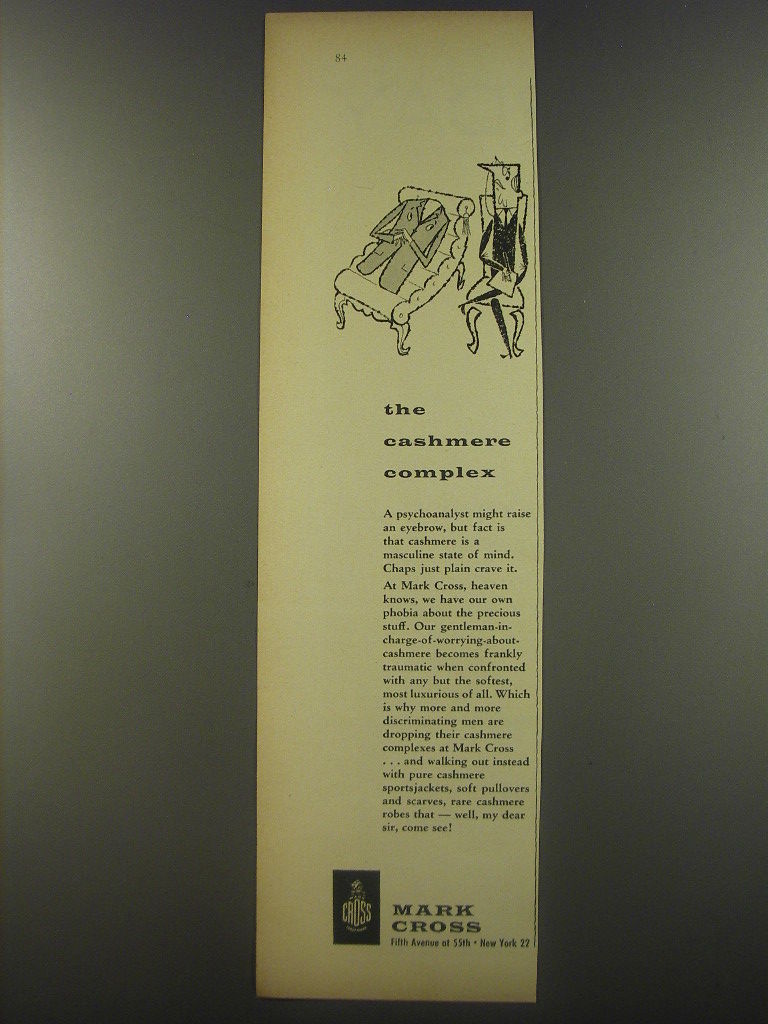 84
the
cashmere
complex
A psychoanalyst might raise
an eyebrow, but fact is
that cashmere is a
masculine state of mind.
Chaps just plain crave it.
At Mark Cross, heaven
knows, we have our own
phobia about the precious
stuff. Our gentleman-in-
charge-of-worrying-about-
cashmere becomes frankly
traumatic when confronted
with any but the softest,
most luxurious of all. Which
is why more and more
discriminating men are
dropping their cashmere
complexes at Mark Cross
. . . and walking out instead
with pure cashmere
sportsjackets, soft pullovers
and scarves, rare cashmere
robes that — well, my dear
sir, come see!
CROSS
MARK
CROSS
Fifth Avenue at 55th • New York 22